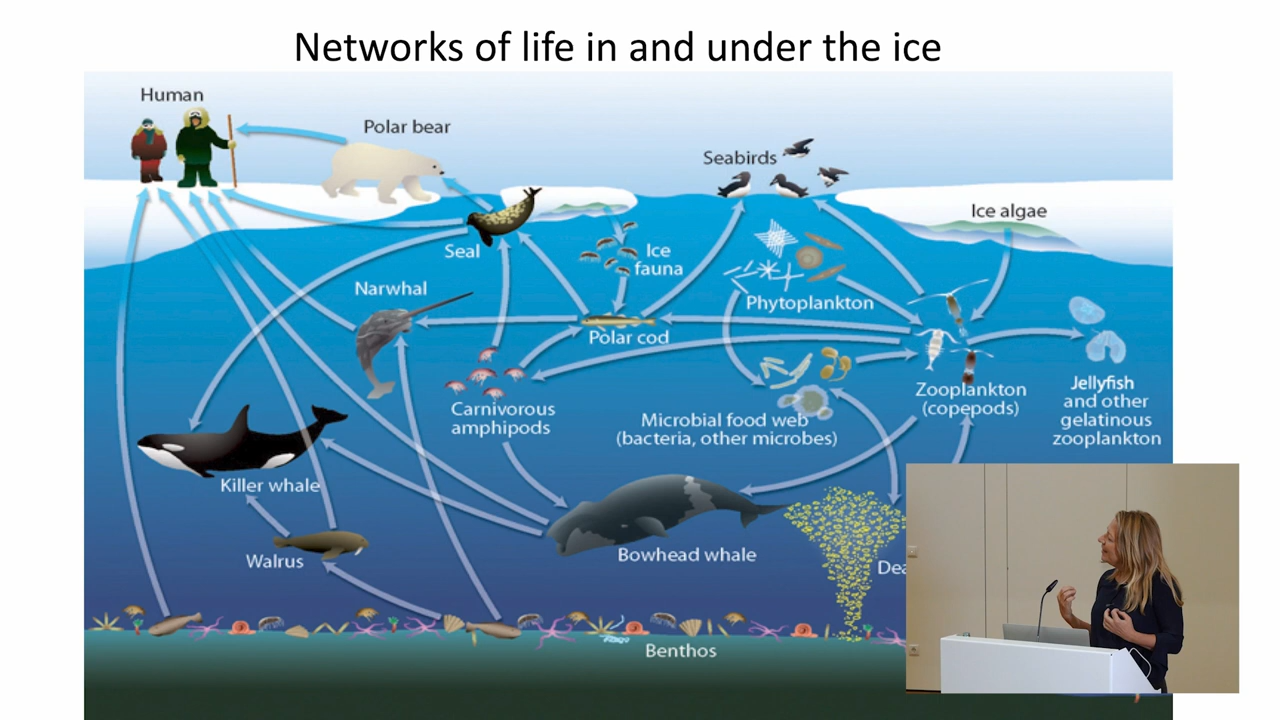 Networks of life in and under the ice
Human
Polar bear
Seabirds
Ice algae
Seal
Ice
fauna
Narwhal
Phytoplankton
Polar cod
Zooplankton
(copepods)
Jellyfish
and other
gelatinous
zooplankton
Carnivorous
amphipods
Microbial food web
(bacteria, other microbes)
Killer whale
Bowhead whale
Walrus
Benthos